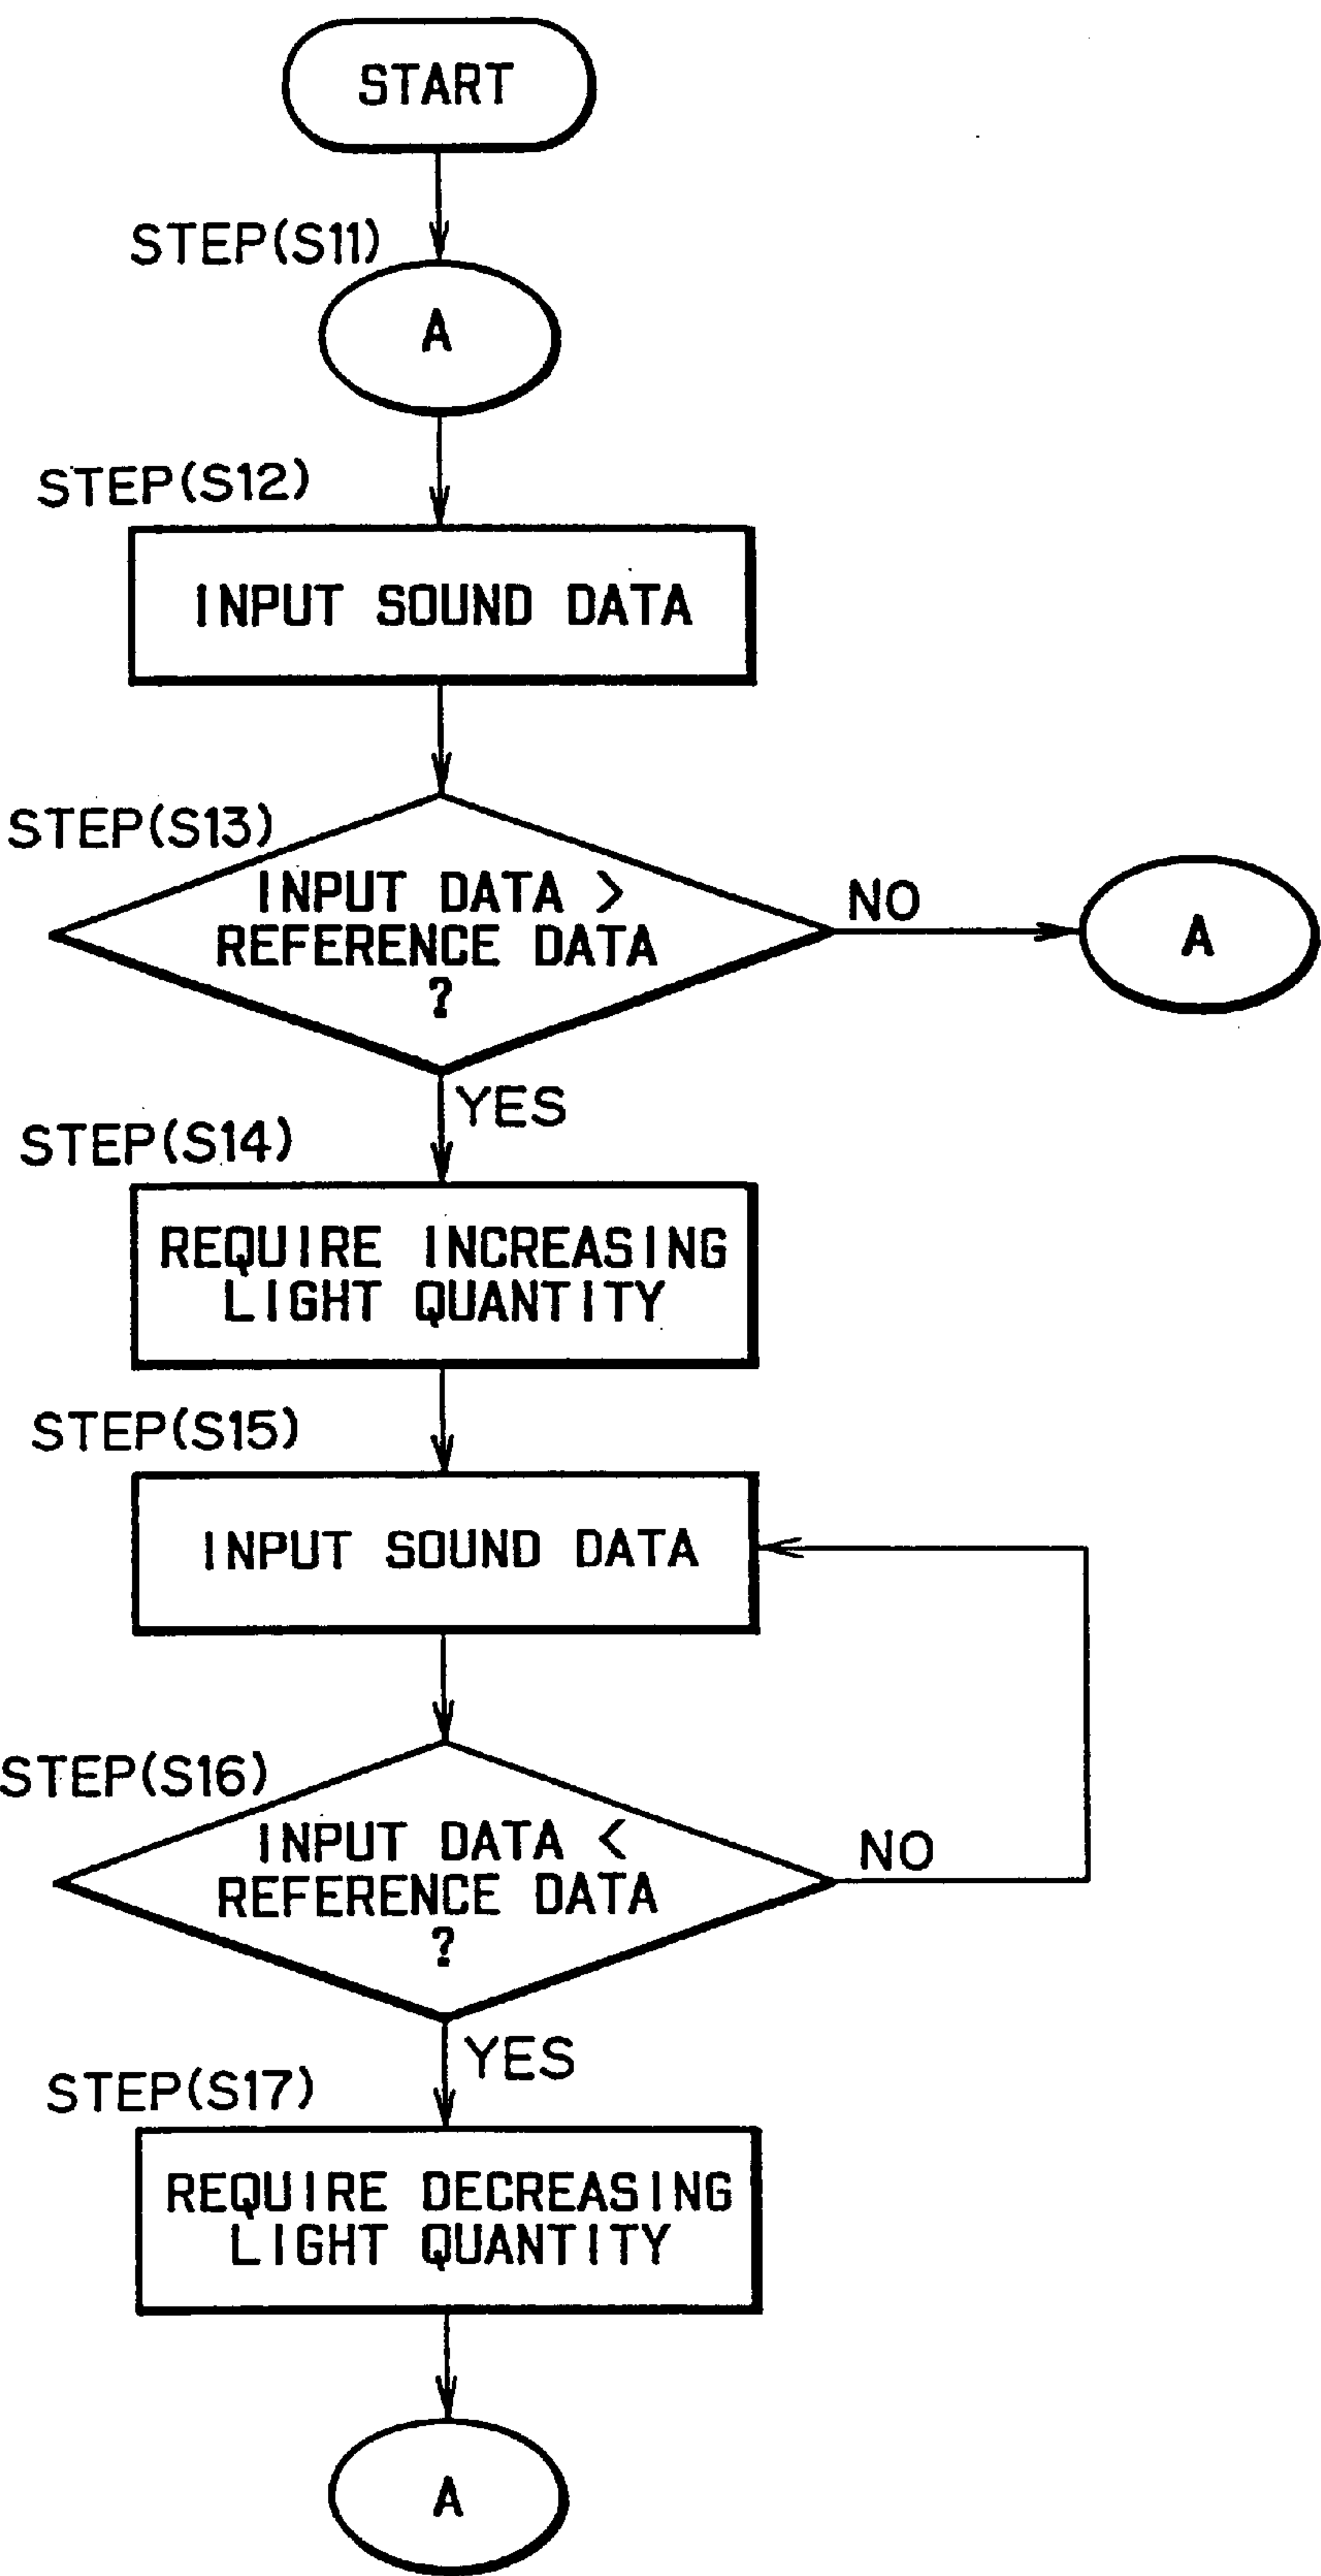 START
STEP(S11)
A
STEP(S12)
INPUT SOUND DATA
STEP(S13)
INPUT DATA >
REFERENCE DATA
?
NO
A
YES
STEP(S14)
REQUIRE INCREASING
LIGHT QUANTITY
STEP(S15)
INPUT SOUND DATA
STEP(S16)
INPUT DATA <
REFERENCE DATA
?
NO
YES
STEP(S17)
REQUIRE DECREASING
LIGHT QUANTITY
A